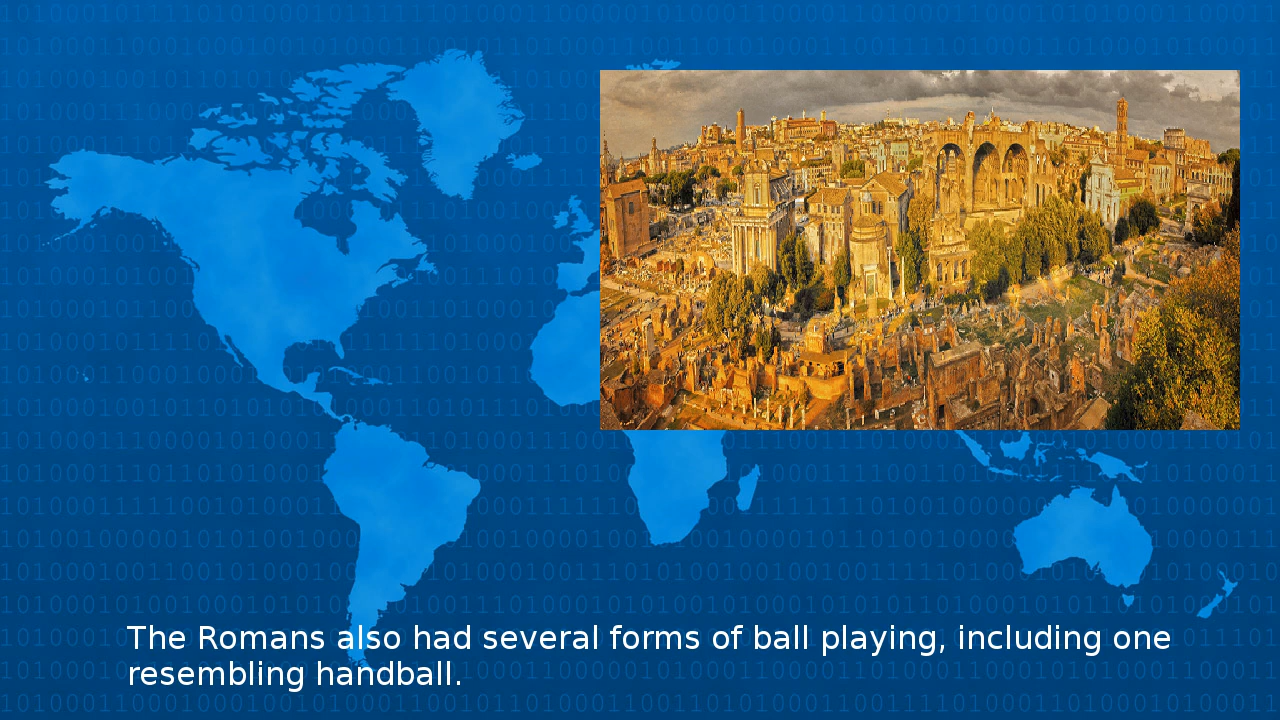 The Romans also had several forms of ball playing, including one
resembling handball.